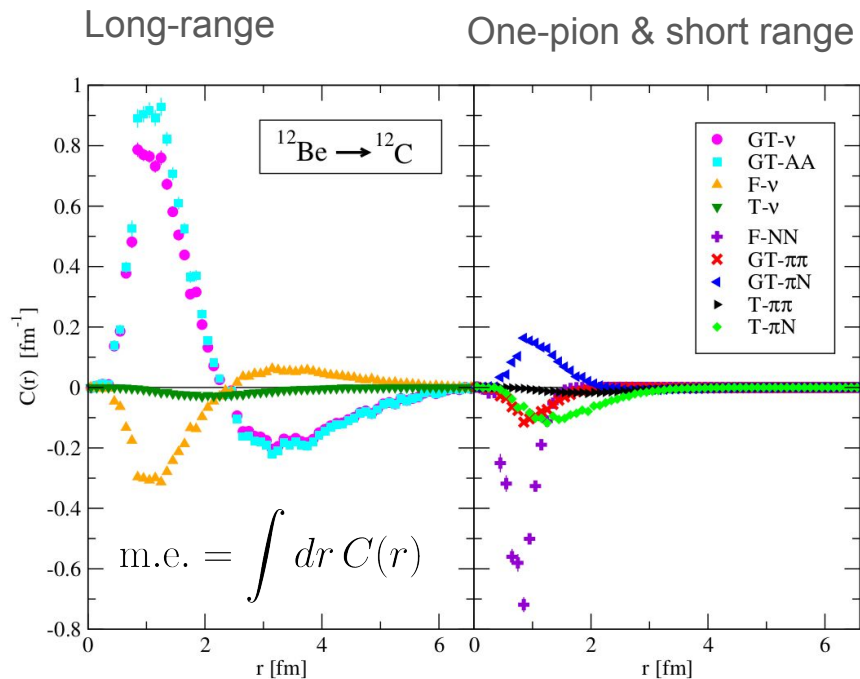 Long-range
One-pion & short range
C(r) [fm⁻¹]
1
0.8
0.6
0.4
0.2
0
-0.2
-0.4
-0.6
-0.8
¹²Be → ¹²C
m.e. = ∫ dr C(r)
0 2 4 6
r [fm]
GT-ν
GT-AA
F-ν
T-ν
F-NN
GT-ππ
GT-πN
T-ππ
T-πN
0 2 4 6
r [fm]